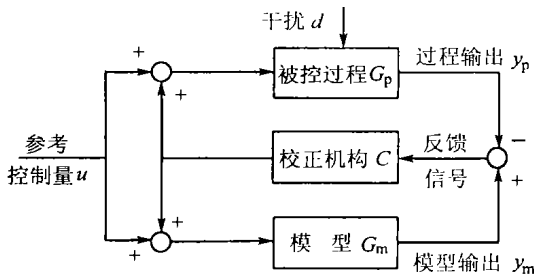 干扰 d
+
+
被控过程 Gp
过程输出 yp
参考
控制量 u
校正机构 C
反馈
信号
−
+
+
+
模 型 Gm
模型输出 ym